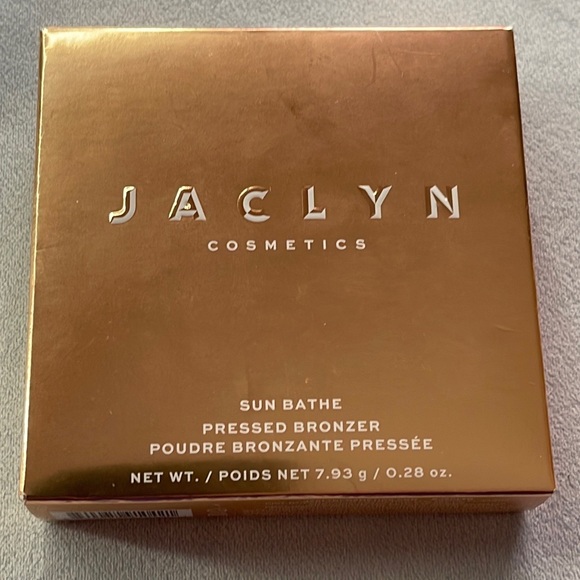 JACLYN
COSMETICS
SUN BATHE
PRESSED BRONZER
POUDRE BRONZANTE PRESSÉE
NET WT. / POIDS NET 7.93 g / 0.28 oz.